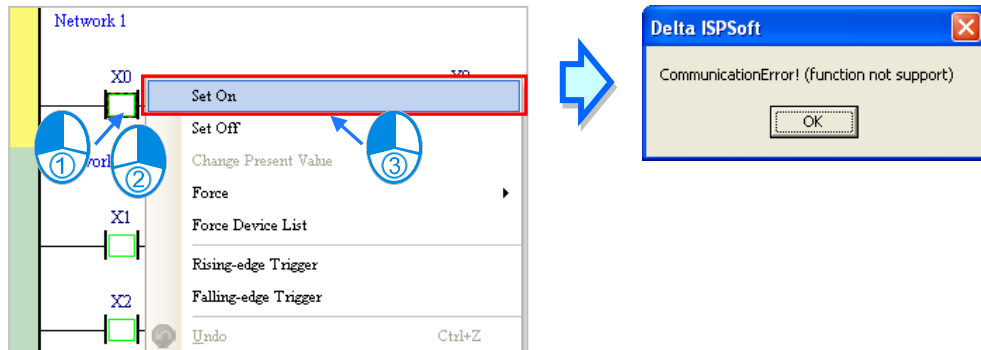 Network 1
X0
Set On
Set Off
Change Present Value
Force
Force Device List
Rising-edge Trigger
Falling-edge Trigger
Undo Ctrl+Z
X1
X2
1
2
3
Delta ISPSoft
CommunicationError! (function not support)
OK